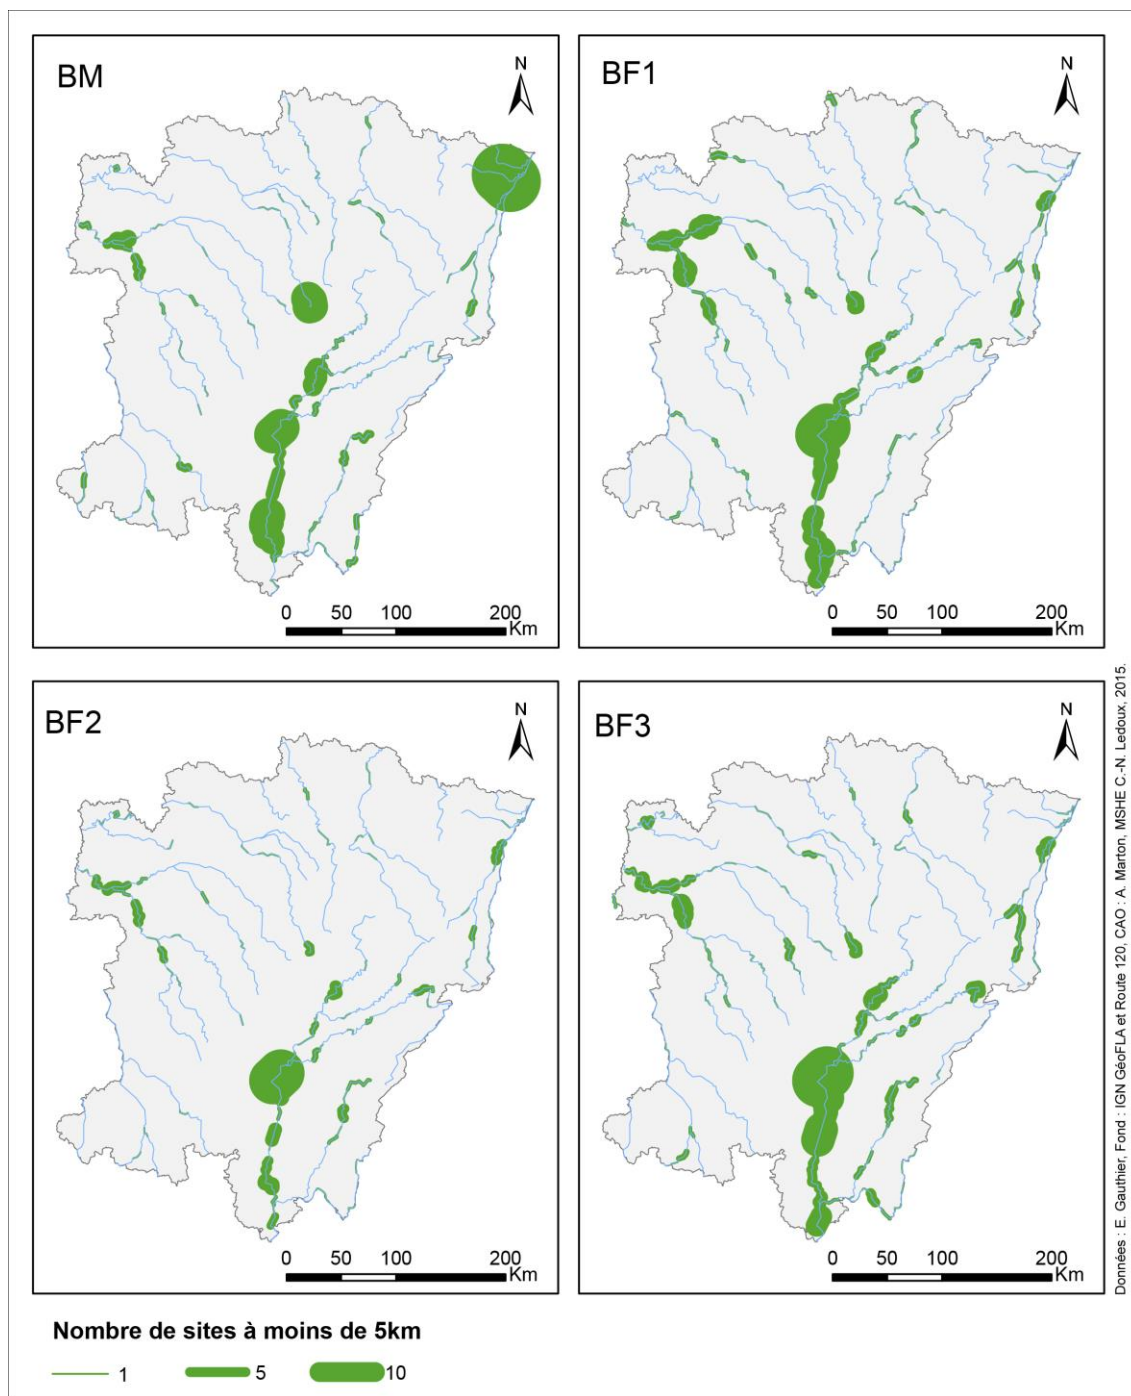 BM
N
0 50 100 200
Km
BF1
N
0 50 100 200
Km
BF2
N
0 50 100 200
Km
BF3
N
0 50 100 200
Km
Données : E. Gauthier, Fond : IGN GéoFLA et Route 120, CAO : A. Marton, MSHE C.-N. Ledoux, 2015.
Nombre de sites à moins de 5km
1 5 10